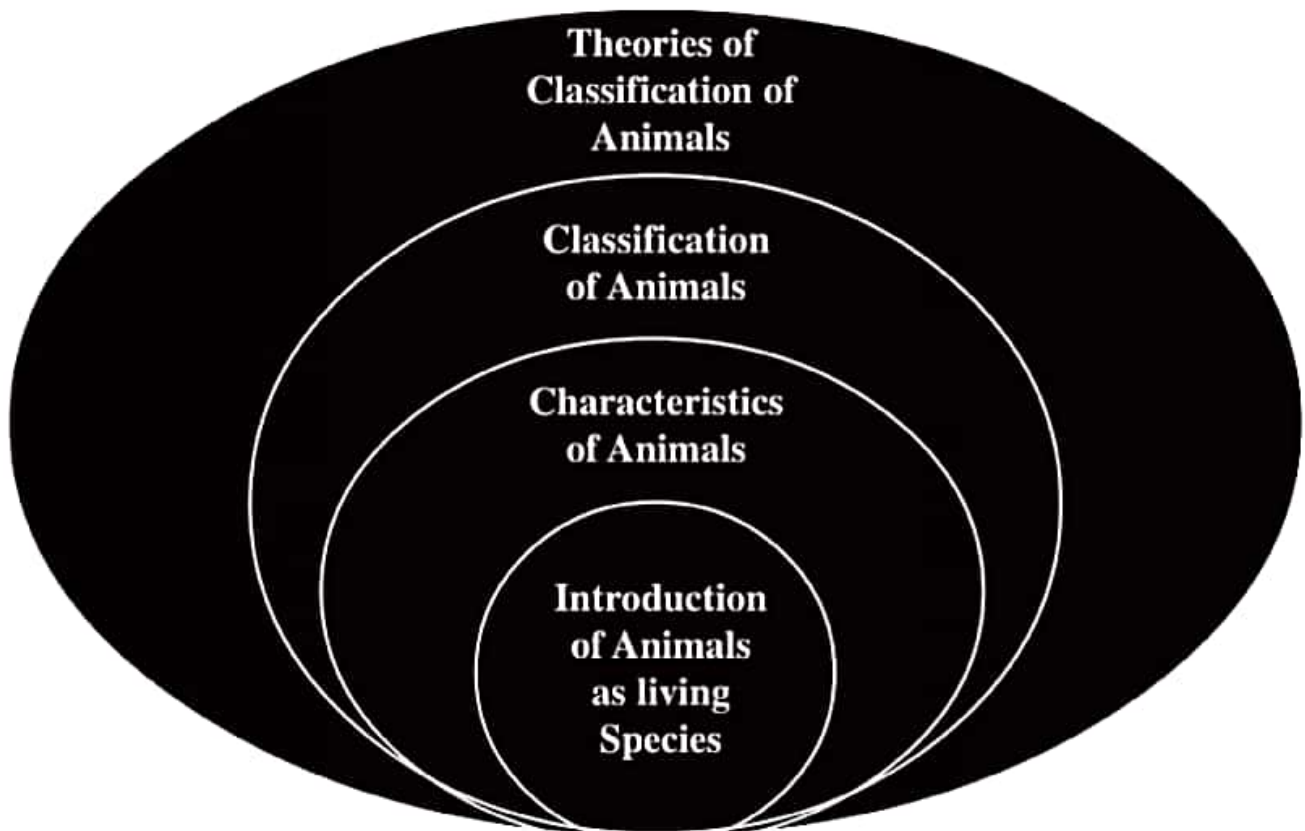 Theories of
Classification of
Animals
Classification
of Animals
Characteristics
of Animals
Introduction
of Animals
as living
Species